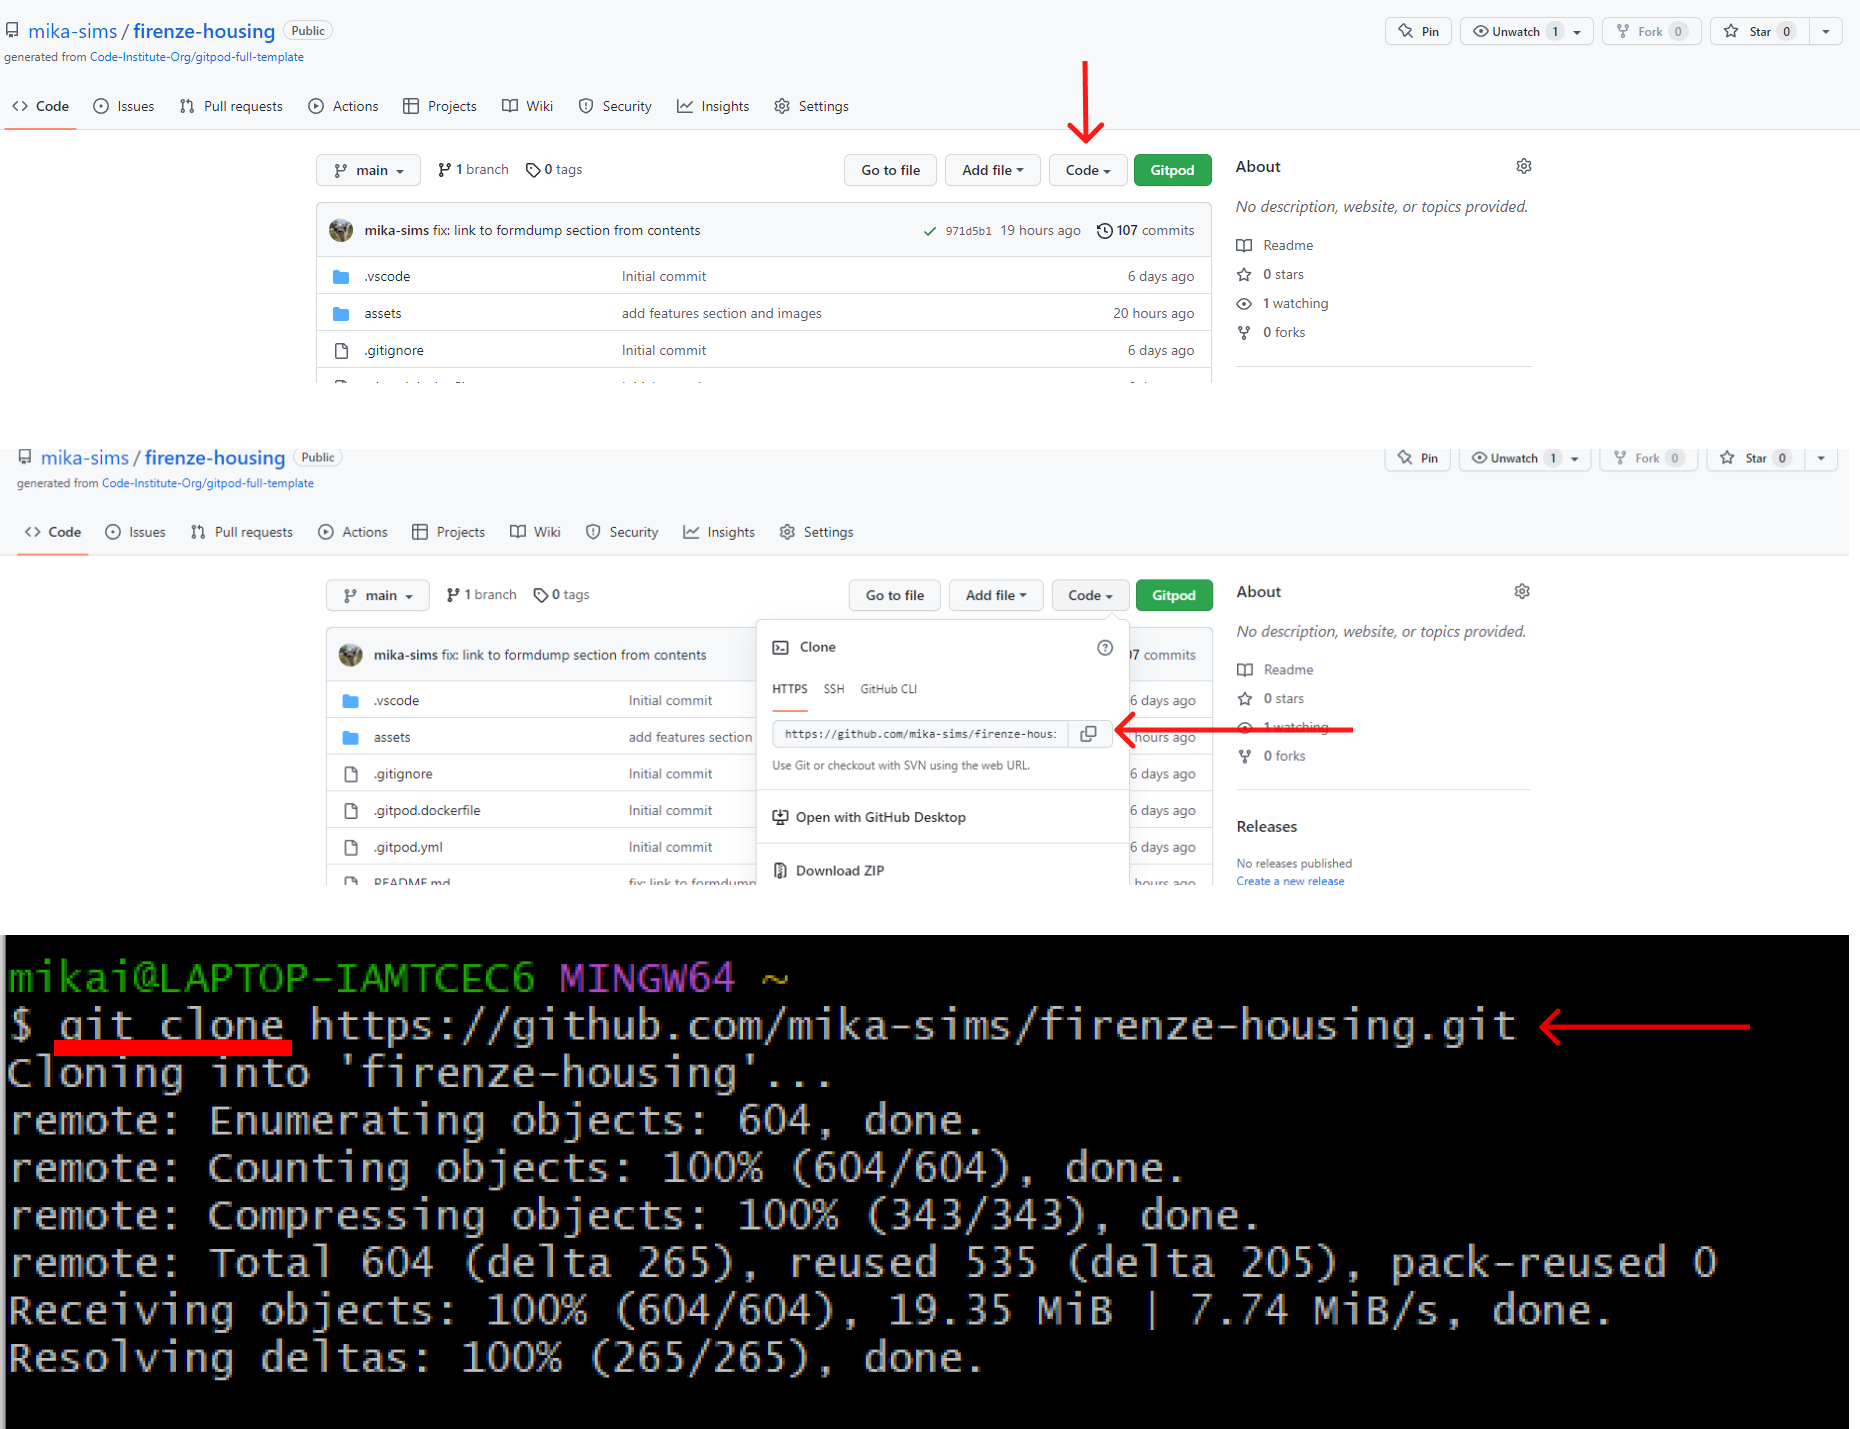 mika-sims / firenze-housing Public
Pin Unwatch 1 Fork 0 Star 0
generated from Code-Institute-Org/gitpod-full-template
Code Issues Pull requests Actions Projects Wiki Security Insights Settings
main 1 branch 0 tags Go to file Add file Code Gitpod
mika-sims fix: link to formdump section from contents 971d5b1 19 hours ago 107 commits
.vscode Initial commit 6 days ago
assets add features section and images 20 hours ago
.gitignore Initial commit 6 days ago
About
No description, website, or topics provided.
Readme
0 stars
1 watching
0 forks
mika-sims / firenze-housing Public
Pin Unwatch 1 Fork 0 Star 0
generated from Code-Institute-Org/gitpod-full-template
Code Issues Pull requests Actions Projects Wiki Security Insights Settings
main 1 branch 0 tags Go to file Add file Code Gitpod
mika-sims fix: link to formdump section from contents 7 commits
.vscode Initial commit 6 days ago
assets add features section hours ago
.gitignore Initial commit 6 days ago
.gitpod.dockerfile Initial commit 6 days ago
.gitpod.yml Initial commit 6 days ago
README.md fix: link to formdump hours ago
Clone
HTTPS SSH GitHub CLI
https://github.com/mika-sims/firenze-hous
Use Git or checkout with SVN using the web URL.
Open with GitHub Desktop
Download ZIP
About
No description, website, or topics provided.
Readme
0 stars
1 watching
0 forks
Releases
No releases published
Create a new release
mikai@LAPTOP-IAMTCEC6 MINGW64 ~
$ git clone https://github.com/mika-sims/firenze-housing.git
Cloning into 'firenze-housing'...
remote: Enumerating objects: 604, done.
remote: Counting objects: 100% (604/604), done.
remote: Compressing objects: 100% (343/343), done.
remote: Total 604 (delta 265), reused 535 (delta 205), pack-reused 0
Receiving objects: 100% (604/604), 19.35 MiB | 7.74 MiB/s, done.
Resolving deltas: 100% (265/265), done.